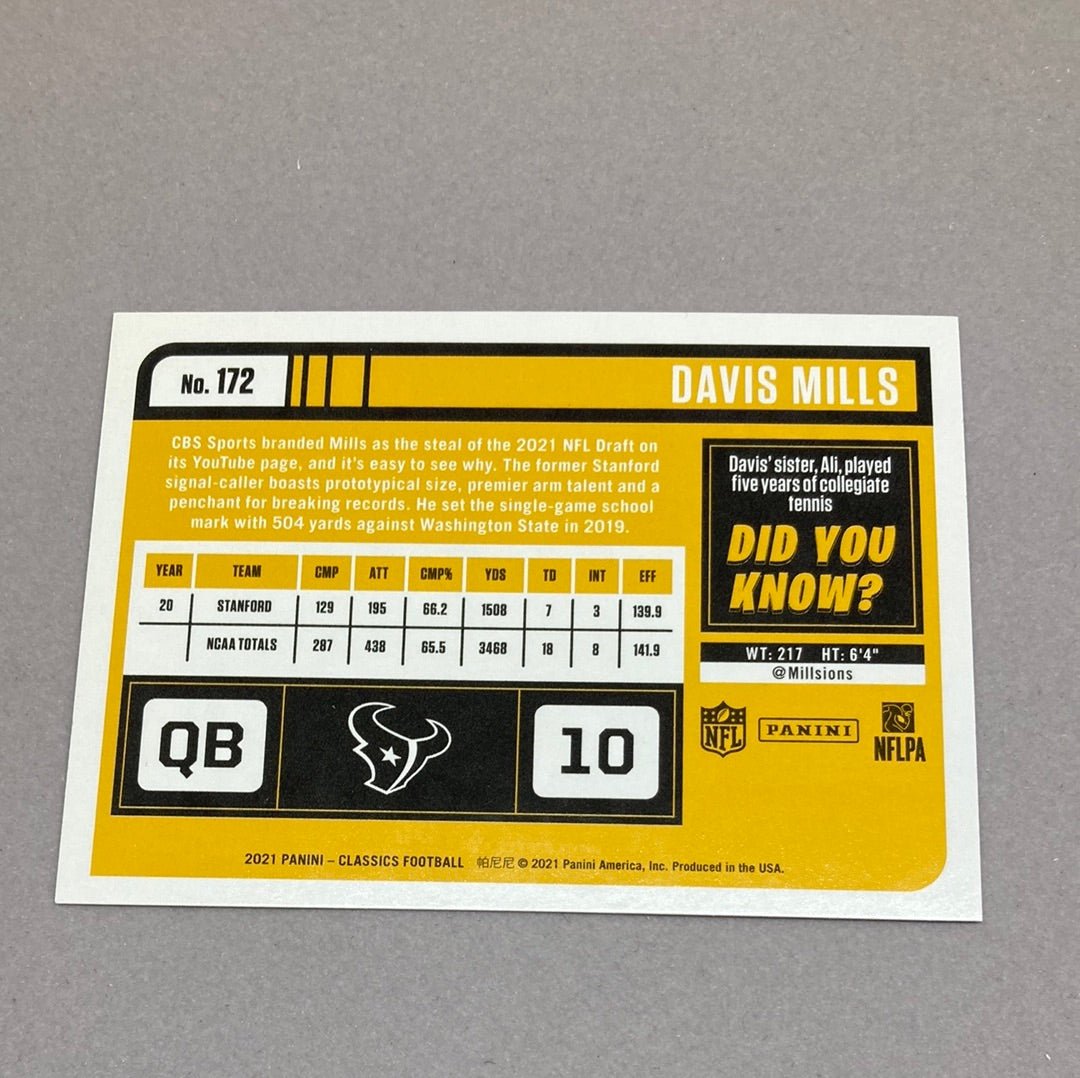 No. 172
DAVIS MILLS
CBS Sports branded Mills as the steal of the 2021 NFL Draft on
its YouTube page, and it's easy to see why. The former Stanford
signal-caller boasts prototypical size, premier arm talent and a
penchant for breaking records. He set the single-game school
mark with 504 yards against Washington State in 2019.
Davis' sister, Ali, played
five years of collegiate
tennis
DID YOU
KNOW?
YEAR TEAM CMP ATT CMP% YDS TD INT EFF
20 STANFORD 129 195 66.2 1508 7 3 139.9
NCAA TOTALS 287 438 65.5 3468 18 8 141.9
WT: 217 HT: 6'4"
@Millsions
QB
10
NFL
PANINI
NFLPA
2021 PANINI – CLASSICS FOOTBALL 帕尼尼 © 2021 Panini America, Inc. Produced in the USA.